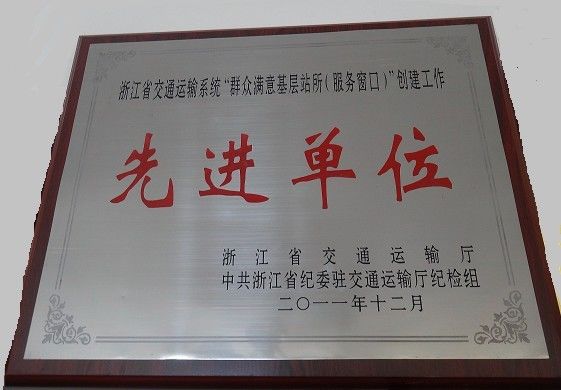 浙江省交通运输系统“群众满意基层站所（服务窗口）”创建工作
先进单位
浙江省交通运输厅
中共浙江省纪委驻交通运输厅纪检组
二〇一一年十二月